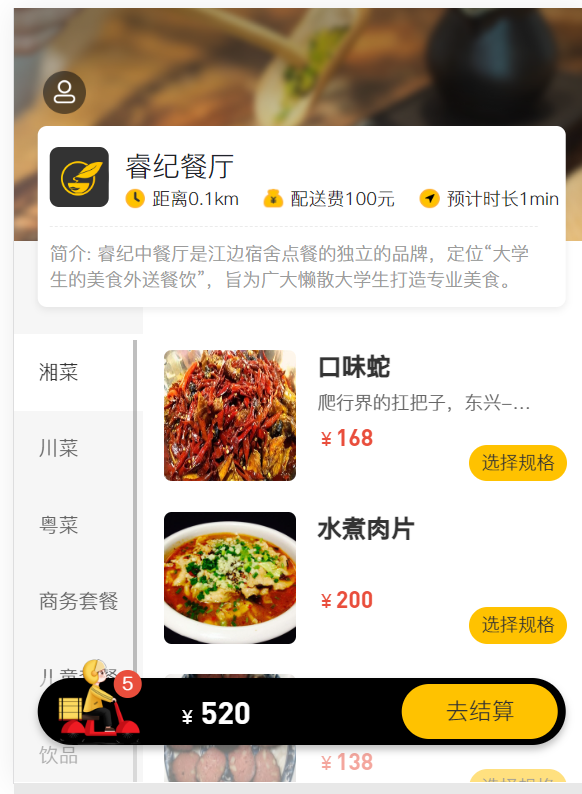 睿纪餐厅
距离0.1km 配送费100元 预计时长1min
简介: 睿纪中餐厅是江边宿舍点餐的独立的品牌，定位“大学
生的美食外送餐饮”，旨为广大懒散大学生打造专业美食。
湘菜
川菜
粤菜
商务套餐
儿童套餐
饮品
口味蛇
爬行界的扛把子，东兴–...
￥168
选择规格
水煮肉片
￥200
选择规格
￥138
选择规格
5
￥ 520
去结算